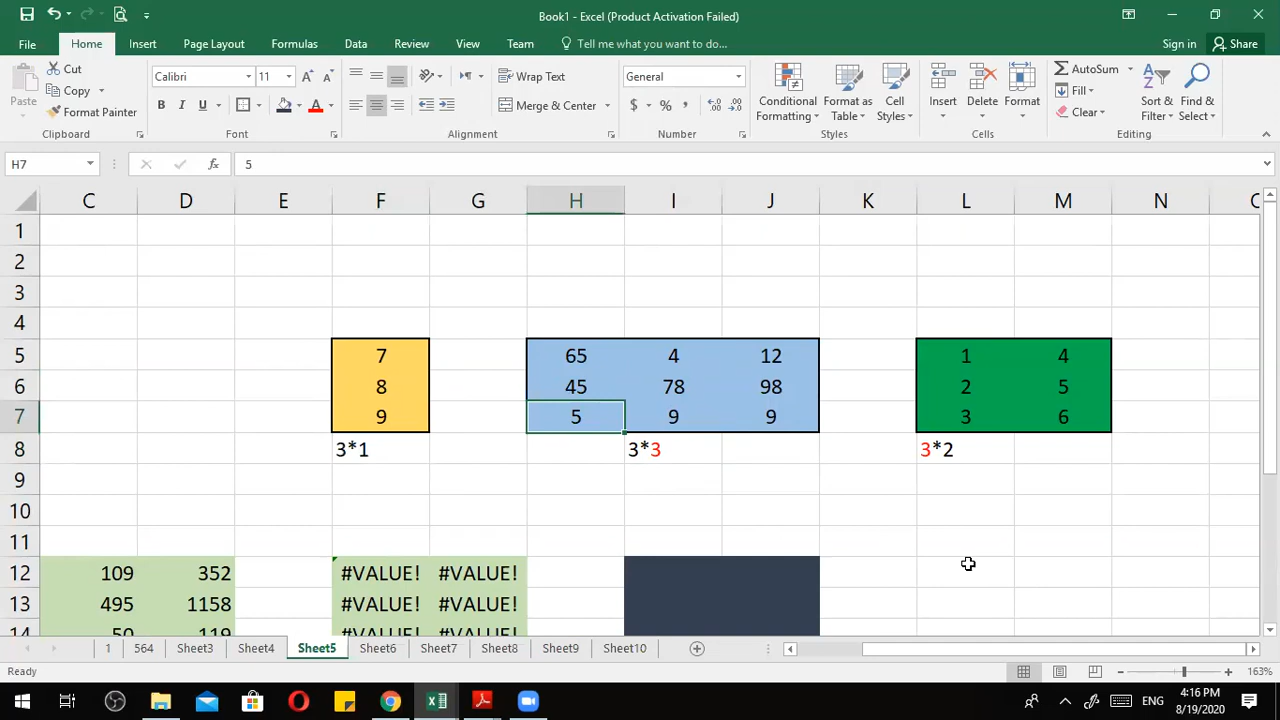 Book1 - Excel (Product Activation Failed)
File Home Insert Page Layout Formulas Data Review View Team Tell me what you want to do... Sign in Share
Paste Cut Copy Format Painter Clipboard
Calibri 11 A A B I U A Font
Wrap Text Merge & Center Alignment
General $ % , .00 .0 Number
Conditional Formatting Format as Table Cell Styles Styles
Insert Delete Format Cells
AutoSum Fill Clear Sort & Filter Find & Select Editing
H7 fx 5
C D E F G H I J K L M N
1
2
3
4
5 7 65 4 12 1 4
6 8 45 78 98 2 5
7 9 5 9 9 3 6
8 3*1 3*3 3*2
9
10
11
12 109 352 #VALUE! #VALUE!
13 495 1158 #VALUE! #VALUE!
14 50 119 #VALUE! #VALUE!
1 564 Sheet3 Sheet4 Sheet5 Sheet6 Sheet7 Sheet8 Sheet9 Sheet10
Ready 163%
ENG 4:16 PM
8/19/2020